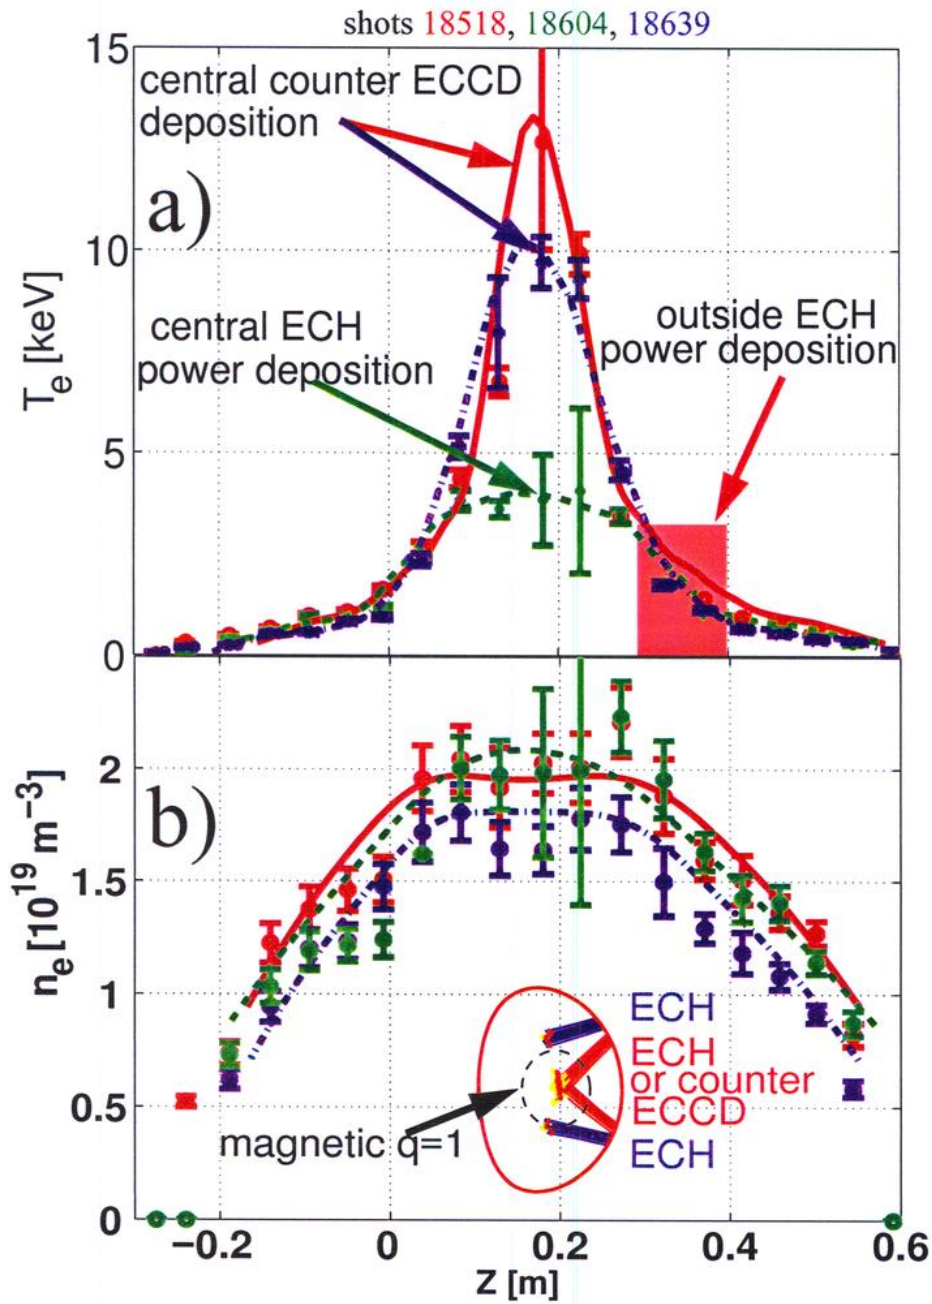 shots 18518, 18604, 18639
15
central counter ECCD
deposition
a)
10
T_e [keV]
central ECH
power deposition
outside ECH
power deposition
5
0
2
b)
1.5
n_e [10^19 m^−3]
1
ECH
ECH
or counter
ECCD
0.5
magnetic q=1
ECH
0
−0.2
0
0.2
0.4
0.6
z [m]